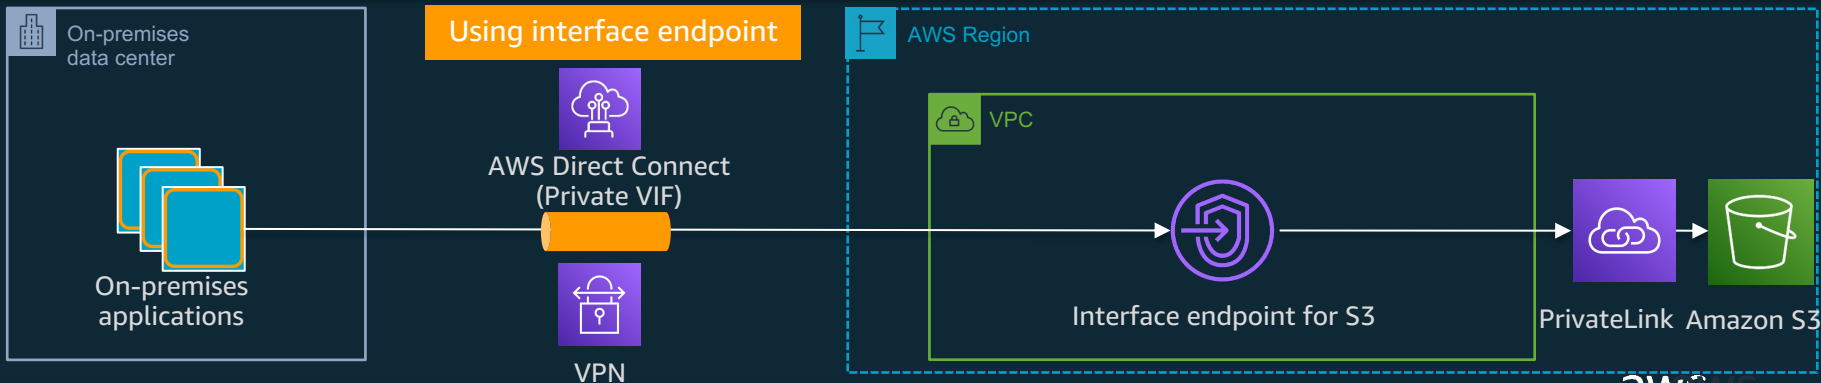 On-premises
data center
Using interface endpoint
AWS Region
VPC
AWS Direct Connect
(Private VIF)
On-premises
applications
VPN
Interface endpoint for S3
PrivateLink
Amazon S3